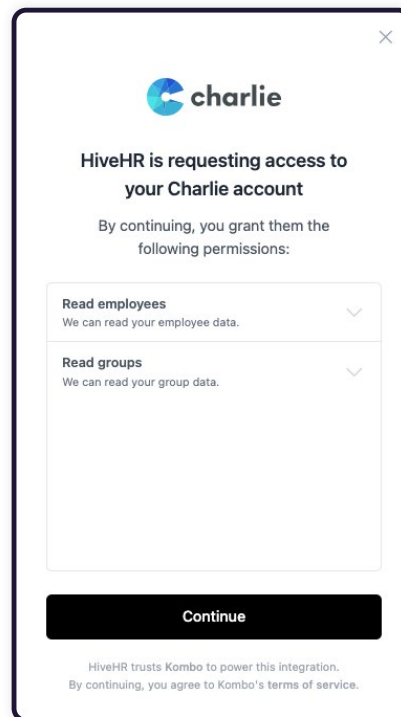 charlie
HiveHR is requesting access to
your Charlie account
By continuing, you grant them the
following permissions:
Read employees
We can read your employee data.
Read groups
We can read your group data.
Continue
HiveHR trusts Kombo to power this integration.
By continuing, you agree to Kombo's terms of service.